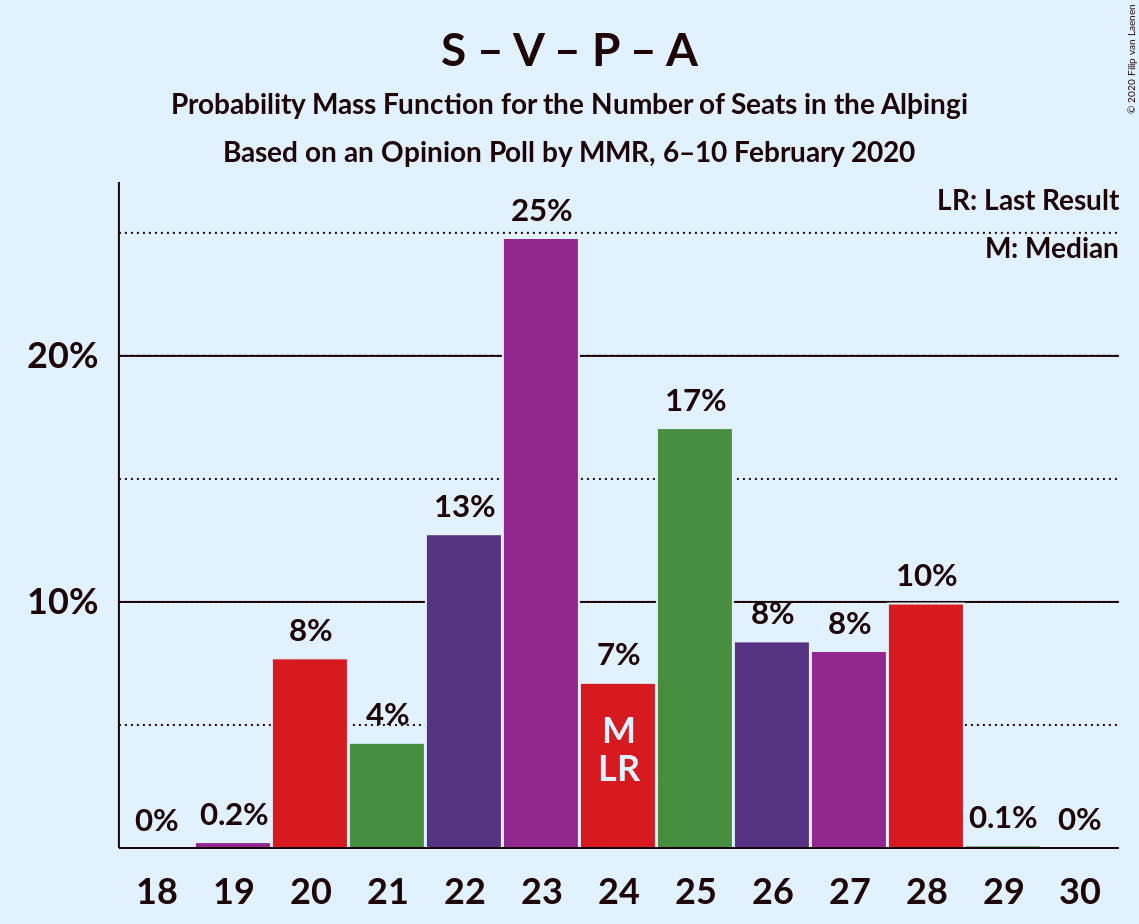 S – V – P – A
Probability Mass Function for the Number of Seats in the Alþingi
Based on an Opinion Poll by MMR, 6–10 February 2020
© 2020 Filip van Laenen
LR: Last Result
M: Median
20%
10%
0%
0.2%
8%
4%
13%
25%
7%
17%
8%
8%
10%
0.1%
0%
M
LR
18 19 20 21 22 23 24 25 26 27 28 29 30